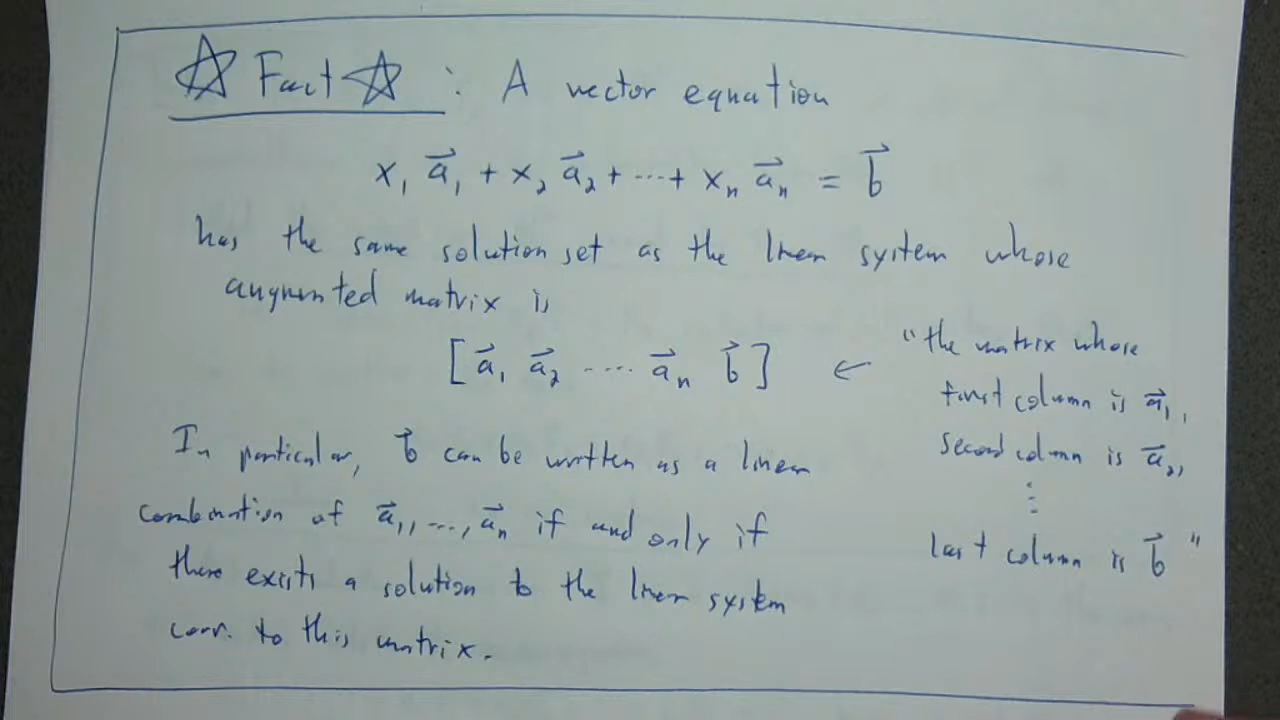 ☆ Fact ☆ : A vector equation
x₁ a⃗₁ + x₂ a⃗₂ + ... + xₙ a⃗ₙ = b⃗
has the same solution set as the linear system whose
augmented matrix is
[ a⃗₁ a⃗₂ .... a⃗ₙ b⃗ ] ←
"the matrix whose
first column is a⃗₁,
second column is a⃗₂,
⋮
last column is b⃗"
In particular, b⃗ can be written as a linear
combination of a⃗₁, ..., a⃗ₙ if and only if
there exists a solution to the linear system
corr. to this matrix.